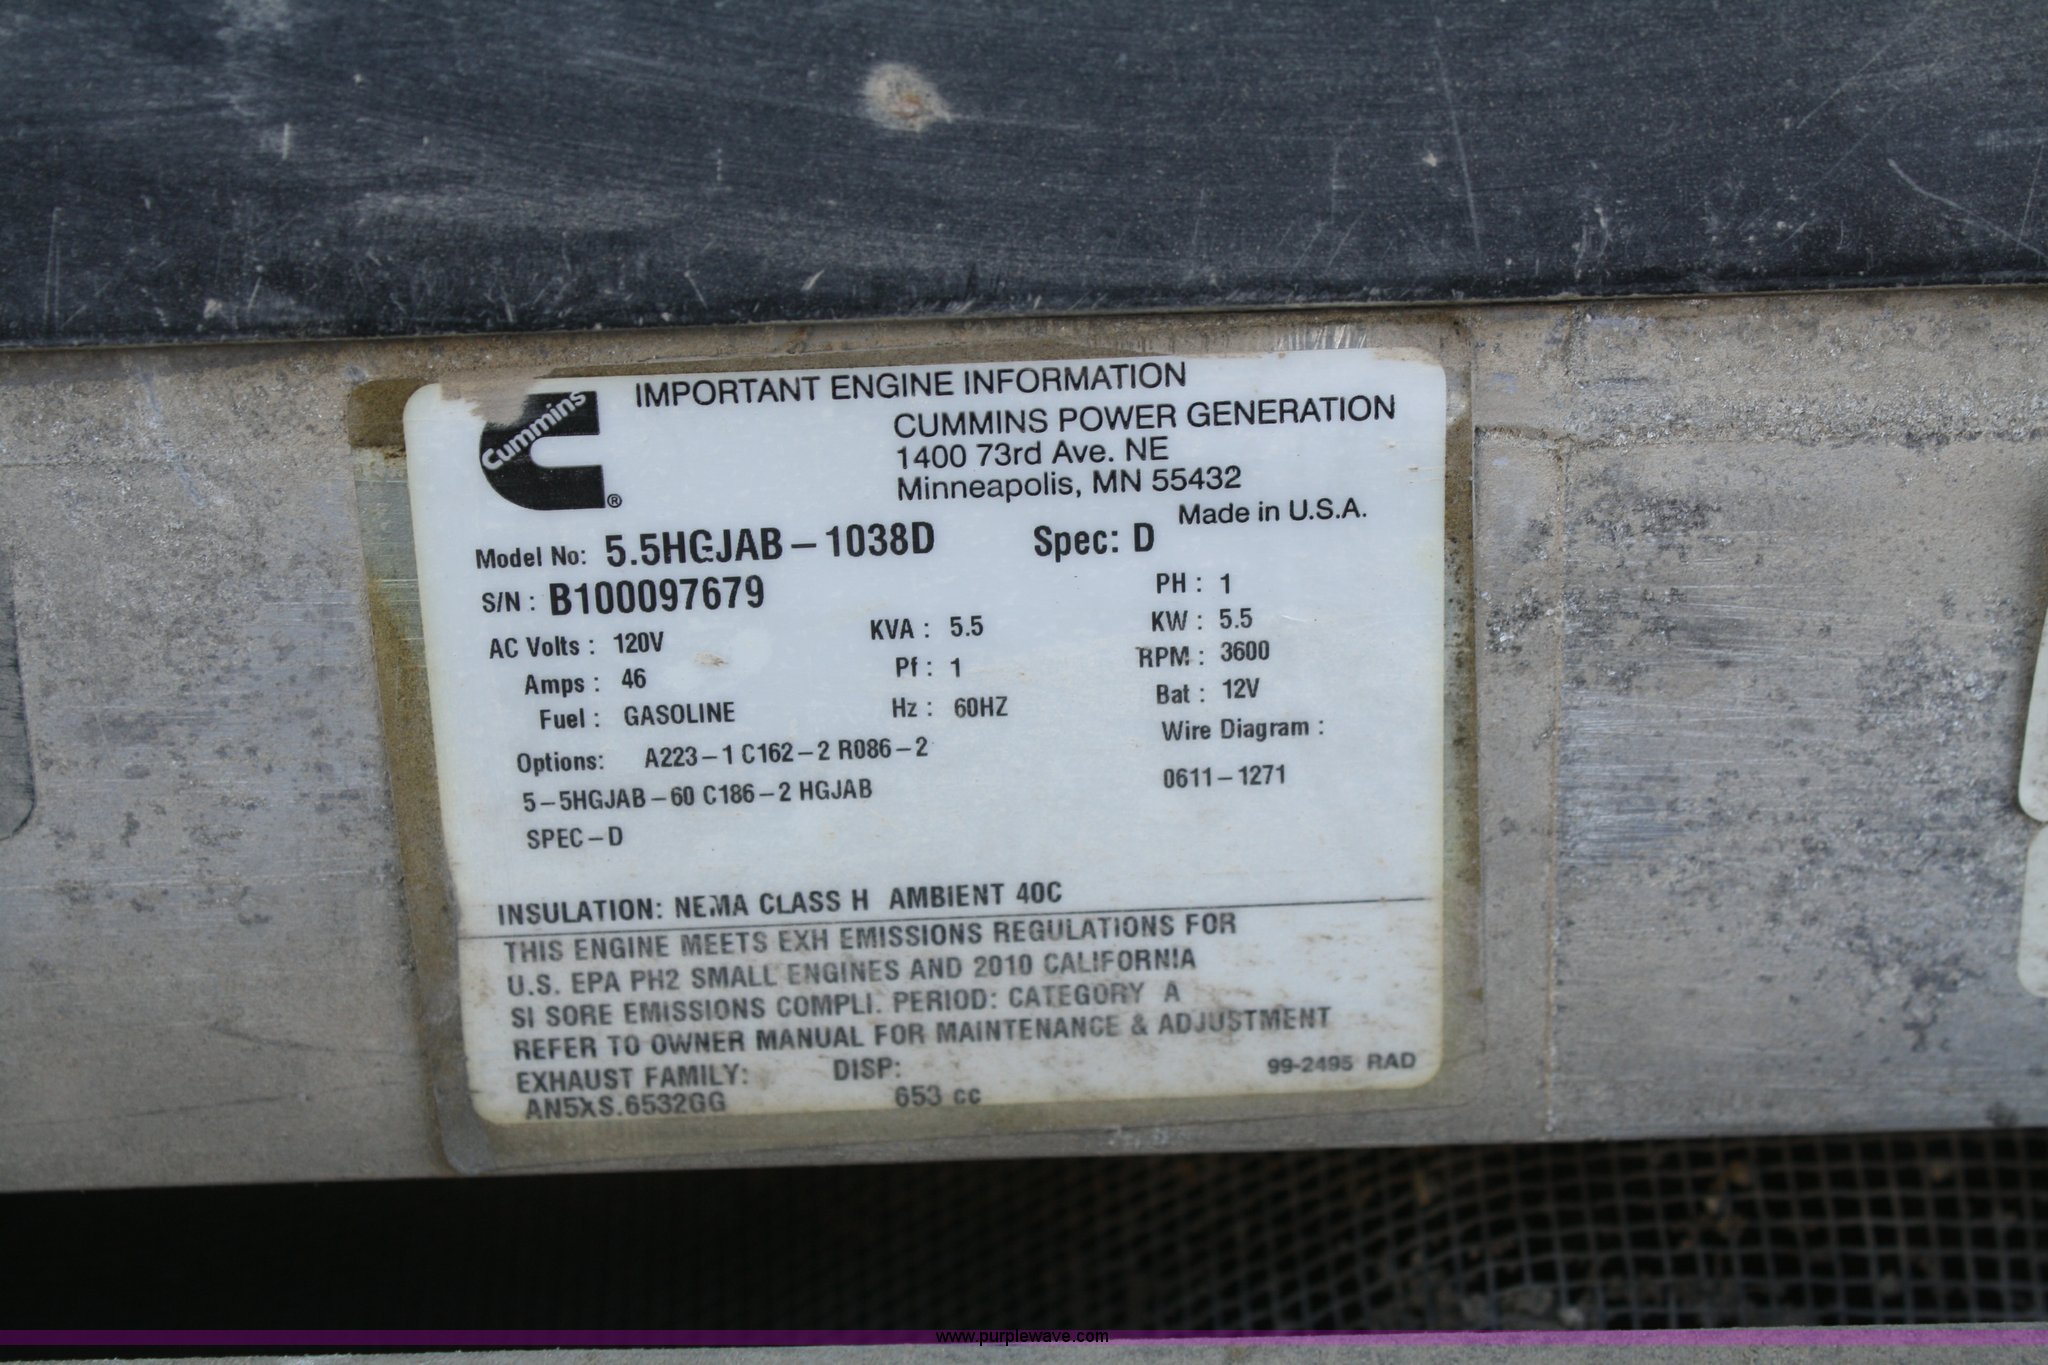 IMPORTANT ENGINE INFORMATION
Cummins
®
CUMMINS POWER GENERATION
1400 73rd Ave. NE
Minneapolis, MN 55432
Made in U.S.A.
Model No: 5.5HGJAB-1038D Spec: D
S/N : B100097679 PH : 1
AC Volts : 120V KVA : 5.5 KW : 5.5
Amps : 46 Pf : 1 RPM : 3600
Fuel : GASOLINE Hz : 60HZ Bat : 12V
Options: A223-1 C162-2 R086-2 Wire Diagram :
5-5HGJAB-60 C186-2 HGJAB 0611-1271
SPEC-D
INSULATION: NEMA CLASS H AMBIENT 40C
THIS ENGINE MEETS EXH EMISSIONS REGULATIONS FOR
U.S. EPA PH2 SMALL ENGINES AND 2010 CALIFORNIA
SI SORE EMISSIONS COMPLI. PERIOD: CATEGORY A
REFER TO OWNER MANUAL FOR MAINTENANCE & ADJUSTMENT
EXHAUST FAMILY: DISP: 99-2495 RAD
AN5XS.6532GG 653 cc
www.purplewave.com